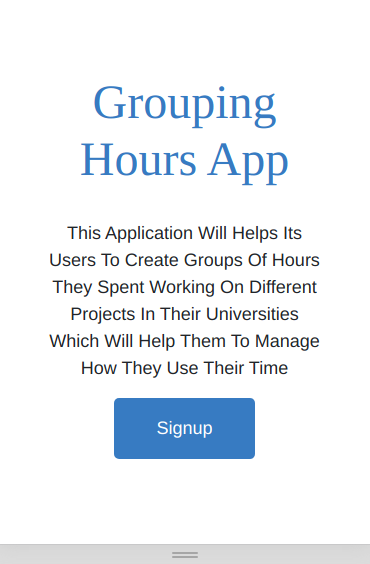 Grouping
Hours App
This Application Will Helps Its
Users To Create Groups Of Hours
They Spent Working On Different
Projects In Their Universities
Which Will Help Them To Manage
How They Use Their Time
Signup